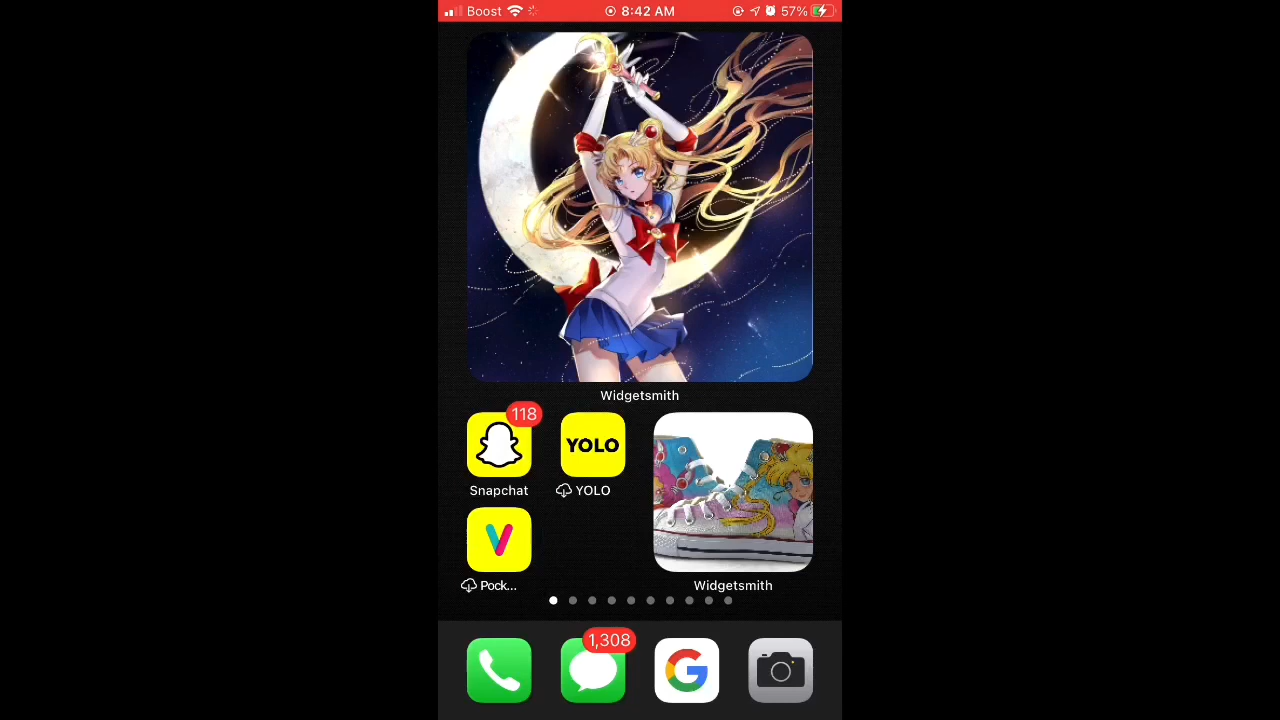 Boost 8:42 AM 57%
Widgetsmith
118
YOLO
Snapchat YOLO
Pock... Widgetsmith
1,308
G